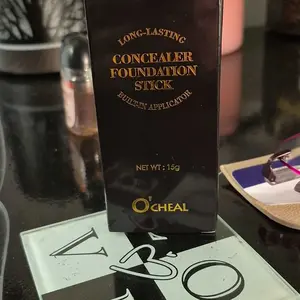 LONG-LASTING
CONCEALER
FOUNDATION
STICK
BUILT-IN APPLICATOR
NET WT : 15g
O'CHEAL
V
O